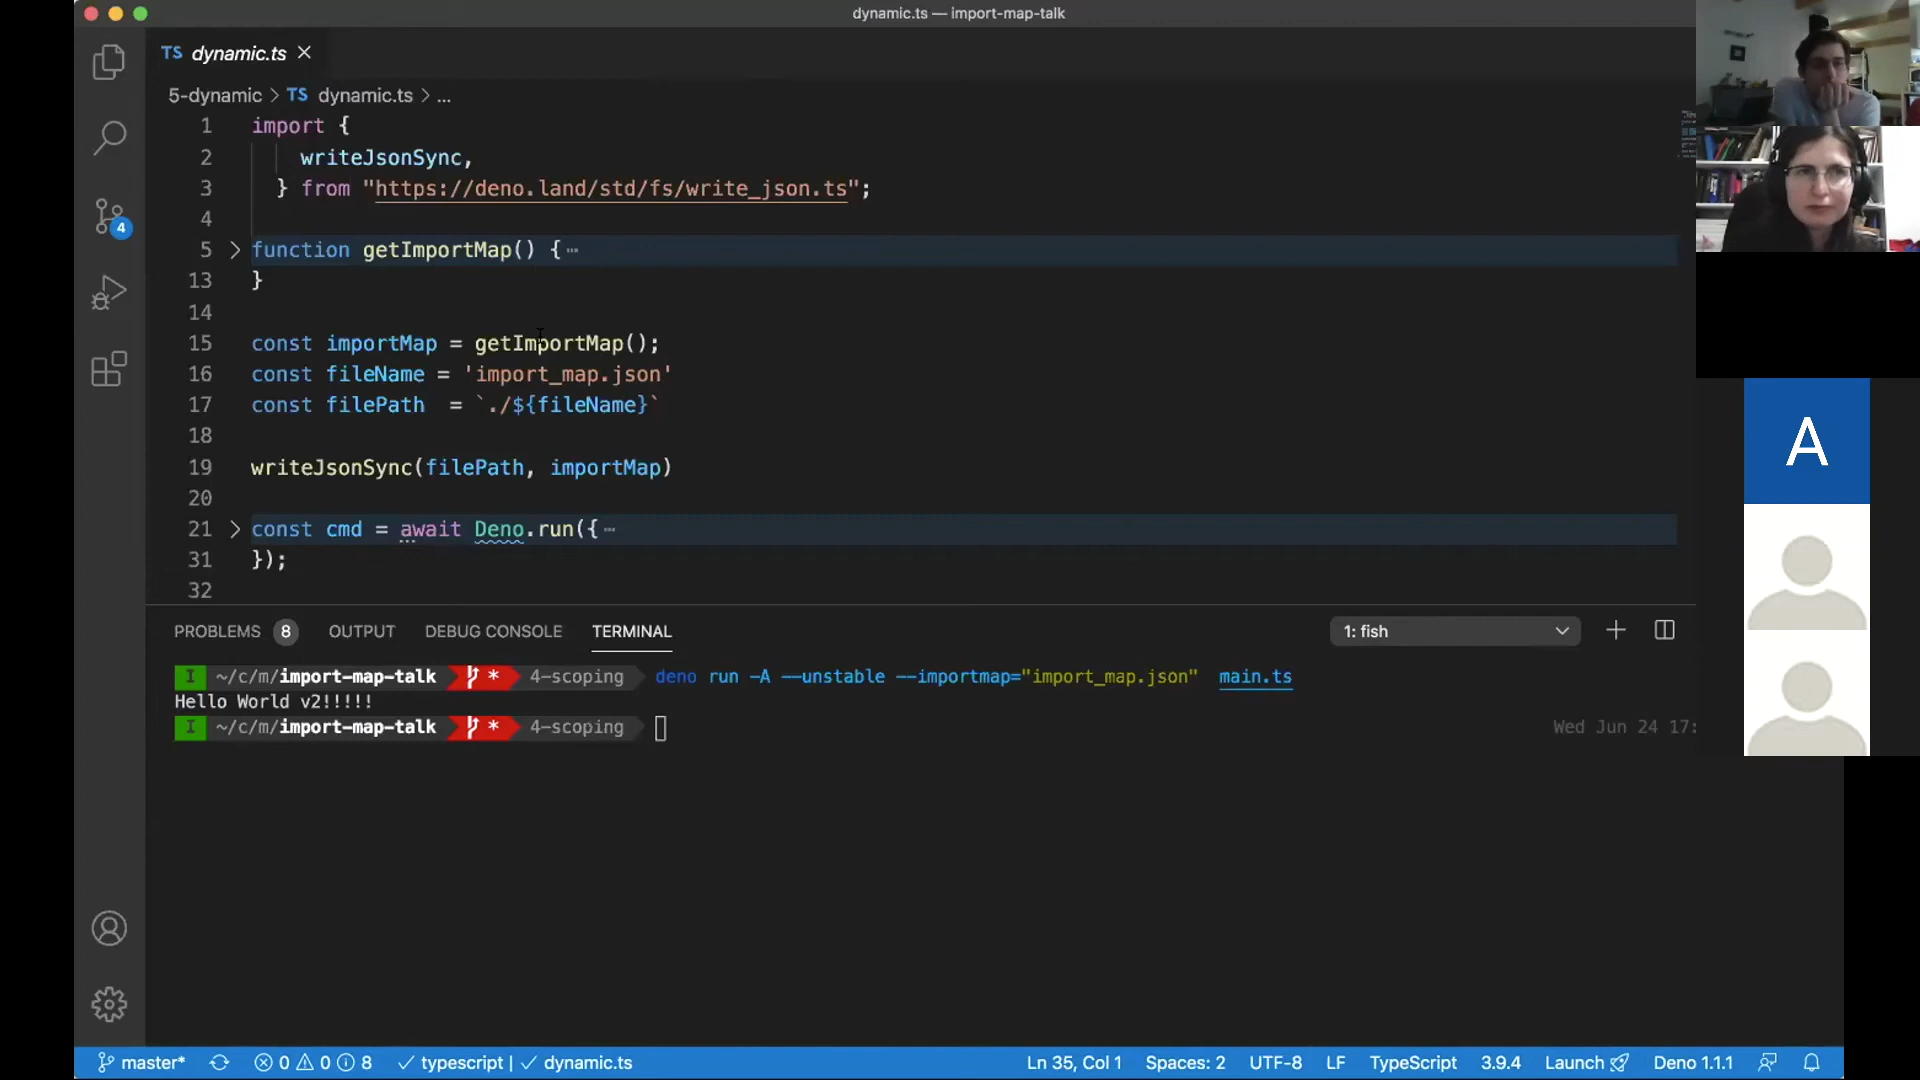 dynamic.ts — import-map-talk
TS dynamic.ts
5-dynamic > TS dynamic.ts > ...
1 import {
2 writeJsonSync,
3 } from "https://deno.land/std/fs/write_json.ts";
4
5 function getImportMap() { ⋯
13 }
14
15 const importMap = getImportMap();
16 const fileName = 'import_map.json'
17 const filePath  = `./${fileName}`
18
19 writeJsonSync(filePath, importMap)
20
21 const cmd = await Deno.run({ ⋯
31 });
32
4
PROBLEMS 8 OUTPUT DEBUG CONSOLE TERMINAL 1: fish
I ~/c/m/import-map-talk * 4-scoping deno run -A --unstable --importmap="import_map.json" main.ts
Hello World v2!!!!!
I ~/c/m/import-map-talk * 4-scoping Wed Jun 24 17:
A
master* 0 0 8 typescript | dynamic.ts Ln 35, Col 1 Spaces: 2 UTF-8 LF TypeScript 3.9.4 Launch Deno 1.1.1